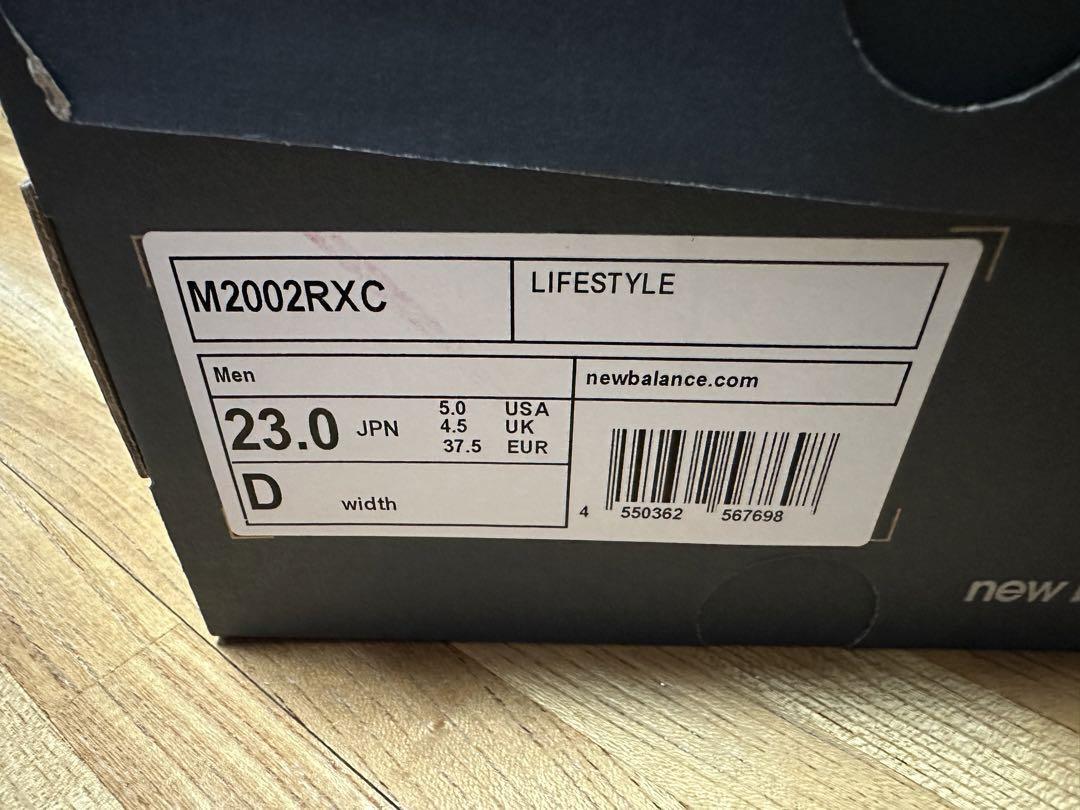 M2002RXC
LIFESTYLE
Men
newbalance.com
23.0 JPN
5.0 USA
4.5 UK
37.5 EUR
D width
4 550362 567698
new